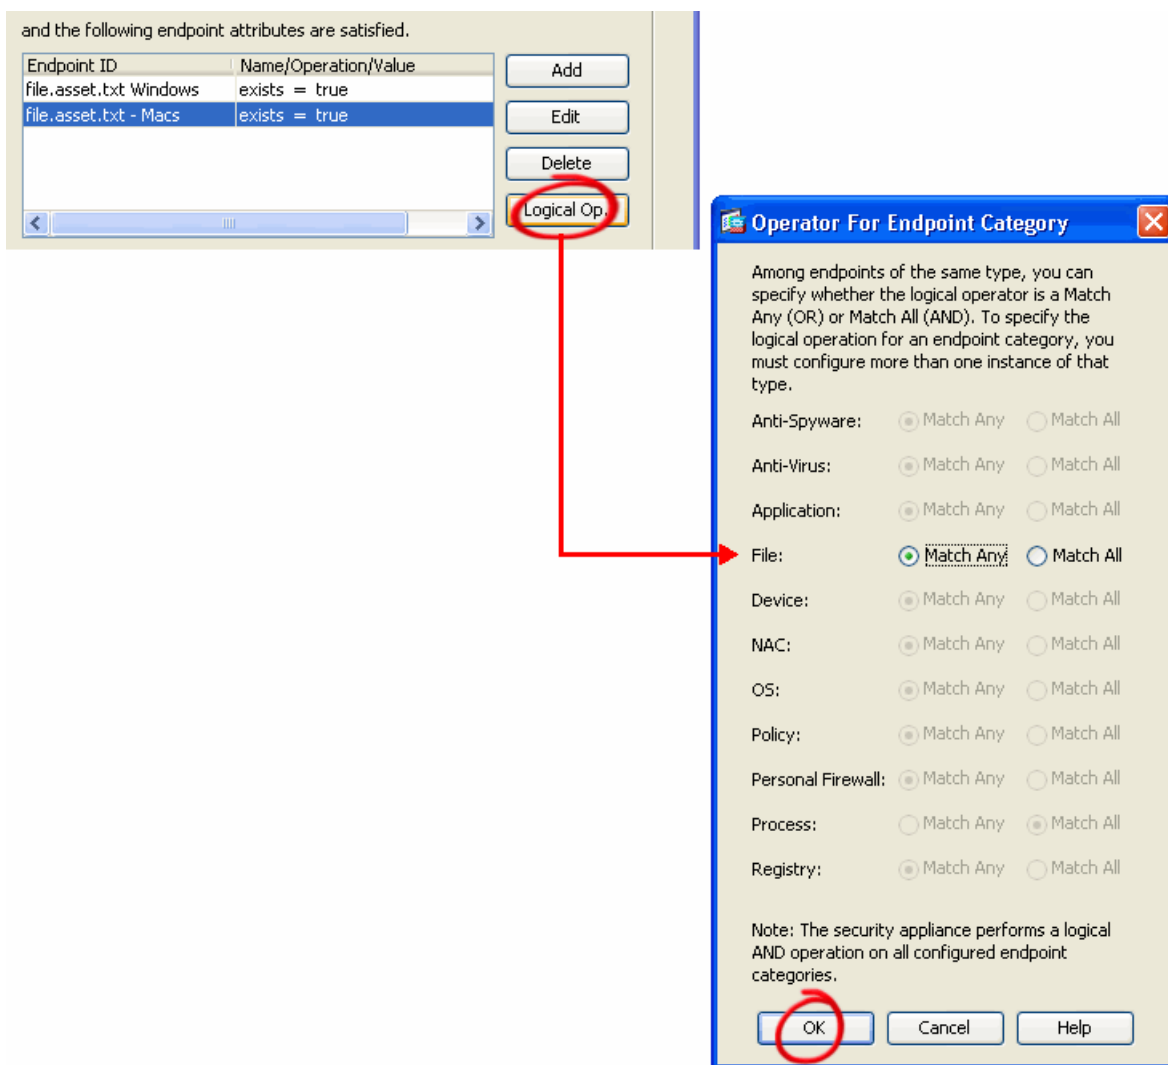 and the following endpoint attributes are satisfied.
Endpoint ID Name/Operation/Value
file.asset.txt Windows exists = true
file.asset.txt - Macs exists = true
Add
Edit
Delete
Logical Op.
Operator For Endpoint Category
Among endpoints of the same type, you can
specify whether the logical operator is a Match
Any (OR) or Match All (AND). To specify the
logical operation for an endpoint category, you
must configure more than one instance of that
type.
Anti-Spyware: Match Any Match All
Anti-Virus: Match Any Match All
Application: Match Any Match All
File: Match Any Match All
Device: Match Any Match All
NAC: Match Any Match All
OS: Match Any Match All
Policy: Match Any Match All
Personal Firewall: Match Any Match All
Process: Match Any Match All
Registry: Match Any Match All
Note: The security appliance performs a logical
AND operation on all configured endpoint
categories.
OK Cancel Help